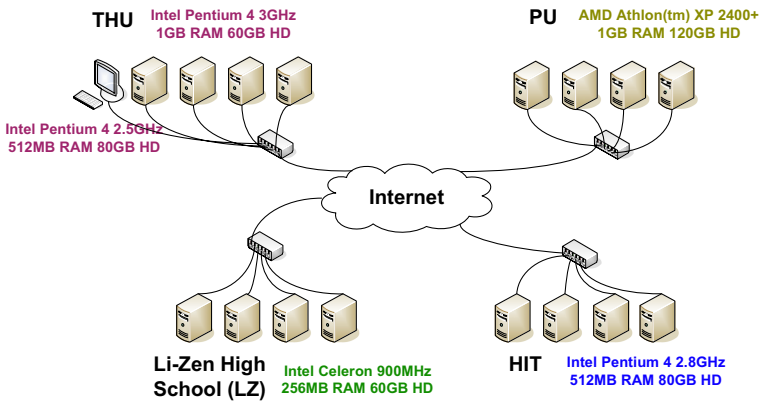 THU
Intel Pentium 4 3GHz
1GB RAM 60GB HD
PU
AMD Athlon(tm) XP 2400+
1GB RAM 120GB HD
Intel Pentium 4 2.5GHz
512MB RAM 80GB HD
Internet
Li-Zen High
School (LZ)
Intel Celeron 900MHz
256MB RAM 60GB HD
HIT
Intel Pentium 4 2.8GHz
512MB RAM 80GB HD